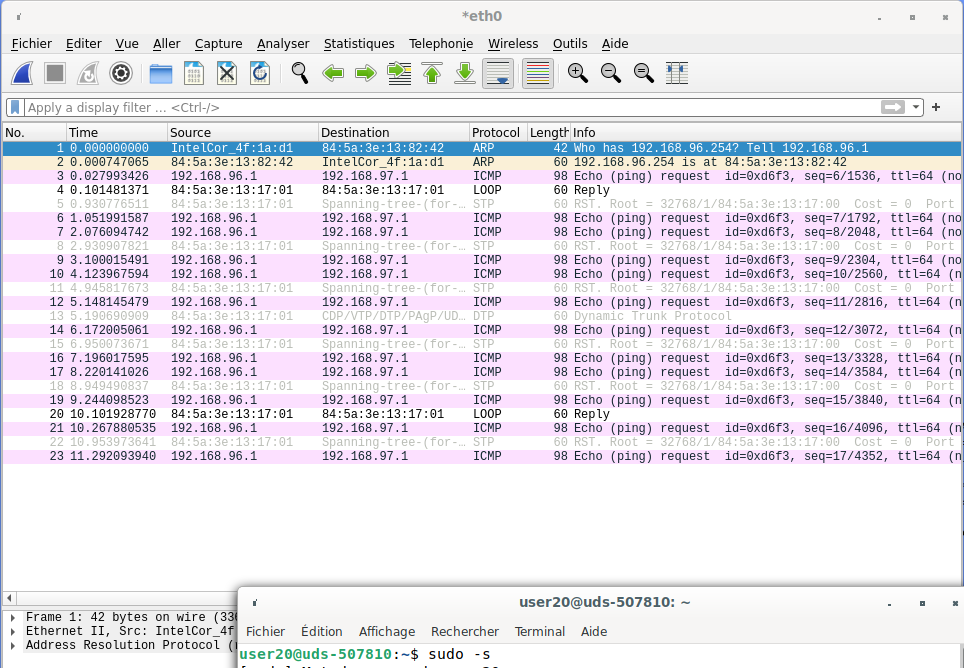 *eth0
Fichier Editer Vue Aller Capture Analyser Statistiques Telephonie Wireless Outils Aide
Apply a display filter … <Ctrl-/>
No. Time Source Destination Protocol Length Info
1 0.000000000 IntelCor_4f:1a:d1 84:5a:3e:13:82:42 ARP 42 Who has 192.168.96.254? Tell 192.168.96.1
2 0.000747065 84:5a:3e:13:82:42 IntelCor_4f:1a:d1 ARP 60 192.168.96.254 is at 84:5a:3e:13:82:42
3 0.027993426 192.168.96.1 192.168.97.1 ICMP 98 Echo (ping) request id=0xd6f3, seq=6/1536, ttl=64 (no
4 0.101481371 84:5a:3e:13:17:01 84:5a:3e:13:17:01 LOOP 60 Reply
5 0.930776511 84:5a:3e:13:17:01 Spanning-tree-(for-… STP 60 RST. Root = 32768/1/84:5a:3e:13:17:00 Cost = 0 Port
6 1.051991587 192.168.96.1 192.168.97.1 ICMP 98 Echo (ping) request id=0xd6f3, seq=7/1792, ttl=64 (no
7 2.076094742 192.168.96.1 192.168.97.1 ICMP 98 Echo (ping) request id=0xd6f3, seq=8/2048, ttl=64 (no
8 2.930907821 84:5a:3e:13:17:01 Spanning-tree-(for-… STP 60 RST. Root = 32768/1/84:5a:3e:13:17:00 Cost = 0 Port
9 3.100015491 192.168.96.1 192.168.97.1 ICMP 98 Echo (ping) request id=0xd6f3, seq=9/2304, ttl=64 (no
10 4.123967594 192.168.96.1 192.168.97.1 ICMP 98 Echo (ping) request id=0xd6f3, seq=10/2560, ttl=64 (n
11 4.945817673 84:5a:3e:13:17:01 Spanning-tree-(for-… STP 60 RST. Root = 32768/1/84:5a:3e:13:17:00 Cost = 0 Port
12 5.148145479 192.168.96.1 192.168.97.1 ICMP 98 Echo (ping) request id=0xd6f3, seq=11/2816, ttl=64 (n
13 5.190690909 84:5a:3e:13:17:01 CDP/VTP/DTP/PAgP/UD… DTP 60 Dynamic Trunk Protocol
14 6.172005061 192.168.96.1 192.168.97.1 ICMP 98 Echo (ping) request id=0xd6f3, seq=12/3072, ttl=64 (n
15 6.950073671 84:5a:3e:13:17:01 Spanning-tree-(for-… STP 60 RST. Root = 32768/1/84:5a:3e:13:17:00 Cost = 0 Port
16 7.196017595 192.168.96.1 192.168.97.1 ICMP 98 Echo (ping) request id=0xd6f3, seq=13/3328, ttl=64 (n
17 8.220141026 192.168.96.1 192.168.97.1 ICMP 98 Echo (ping) request id=0xd6f3, seq=14/3584, ttl=64 (n
18 8.949490837 84:5a:3e:13:17:01 Spanning-tree-(for-… STP 60 RST. Root = 32768/1/84:5a:3e:13:17:00 Cost = 0 Port
19 9.244098523 192.168.96.1 192.168.97.1 ICMP 98 Echo (ping) request id=0xd6f3, seq=15/3840, ttl=64 (n
20 10.101928770 84:5a:3e:13:17:01 84:5a:3e:13:17:01 LOOP 60 Reply
21 10.267880535 192.168.96.1 192.168.97.1 ICMP 98 Echo (ping) request id=0xd6f3, seq=16/4096, ttl=64 (n
22 10.953973641 84:5a:3e:13:17:01 Spanning-tree-(for-… STP 60 RST. Root = 32768/1/84:5a:3e:13:17:00 Cost = 0 Port
23 11.292093940 192.168.96.1 192.168.97.1 ICMP 98 Echo (ping) request id=0xd6f3, seq=17/4352, ttl=64 (n
Frame 1: 42 bytes on wire (336
Ethernet II, Src: IntelCor_4f
Address Resolution Protocol (r
user20@uds-507810: ~
Fichier Édition Affichage Rechercher Terminal Aide
user20@uds-507810:~$ sudo -s